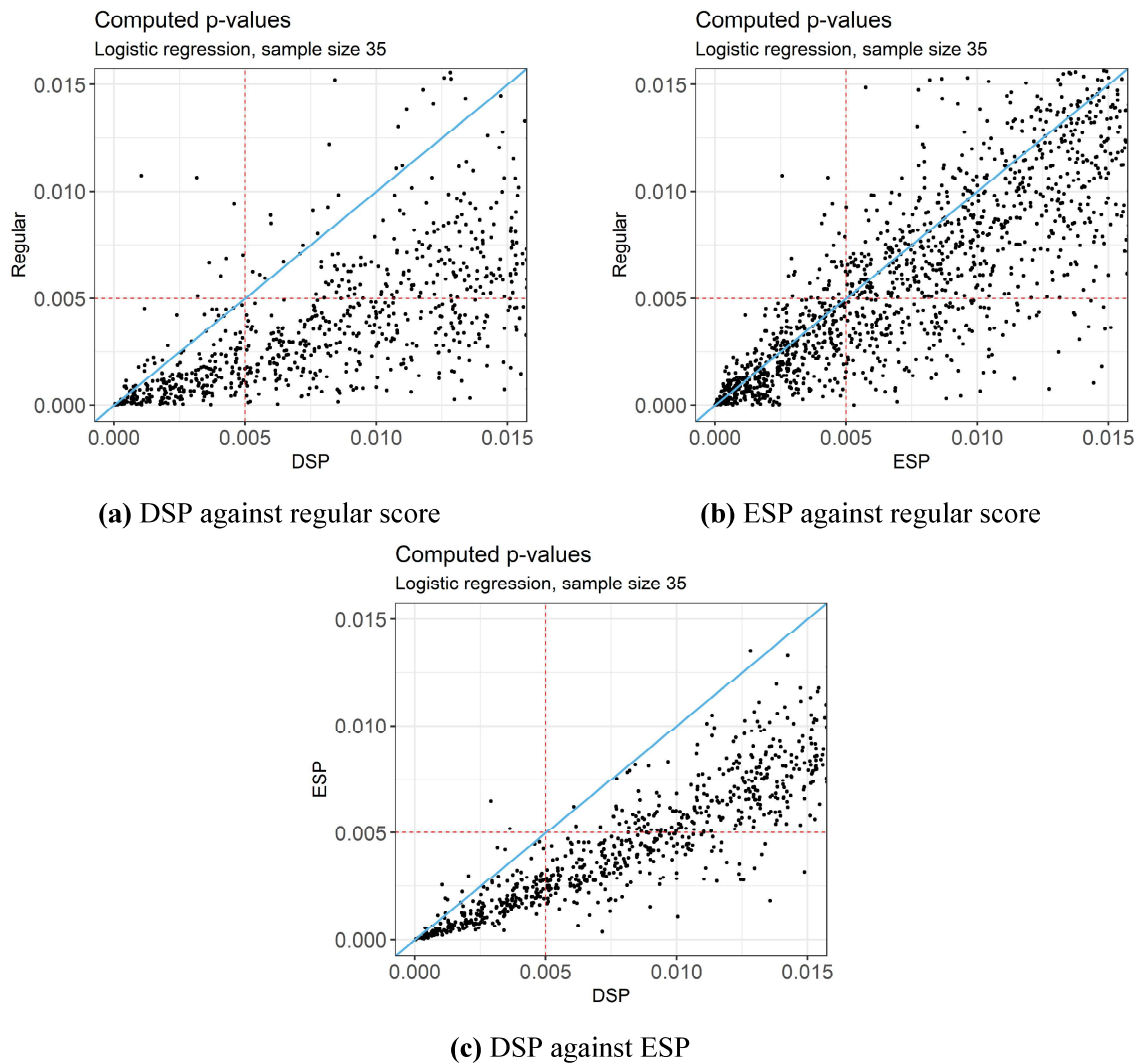 Computed p-values
Logistic regression, sample size 35
0.015
0.010
0.005
0.000
Regular
0.000 0.005 0.010 0.015
DSP
(a) DSP against regular score
Computed p-values
Logistic regression, sample size 35
0.015
0.010
0.005
0.000
Regular
0.000 0.005 0.010 0.015
ESP
(b) ESP against regular score
Computed p-values
Logistic regression, sample size 35
0.015
0.010
0.005
0.000
ESP
0.000 0.005 0.010 0.015
DSP
(c) DSP against ESP